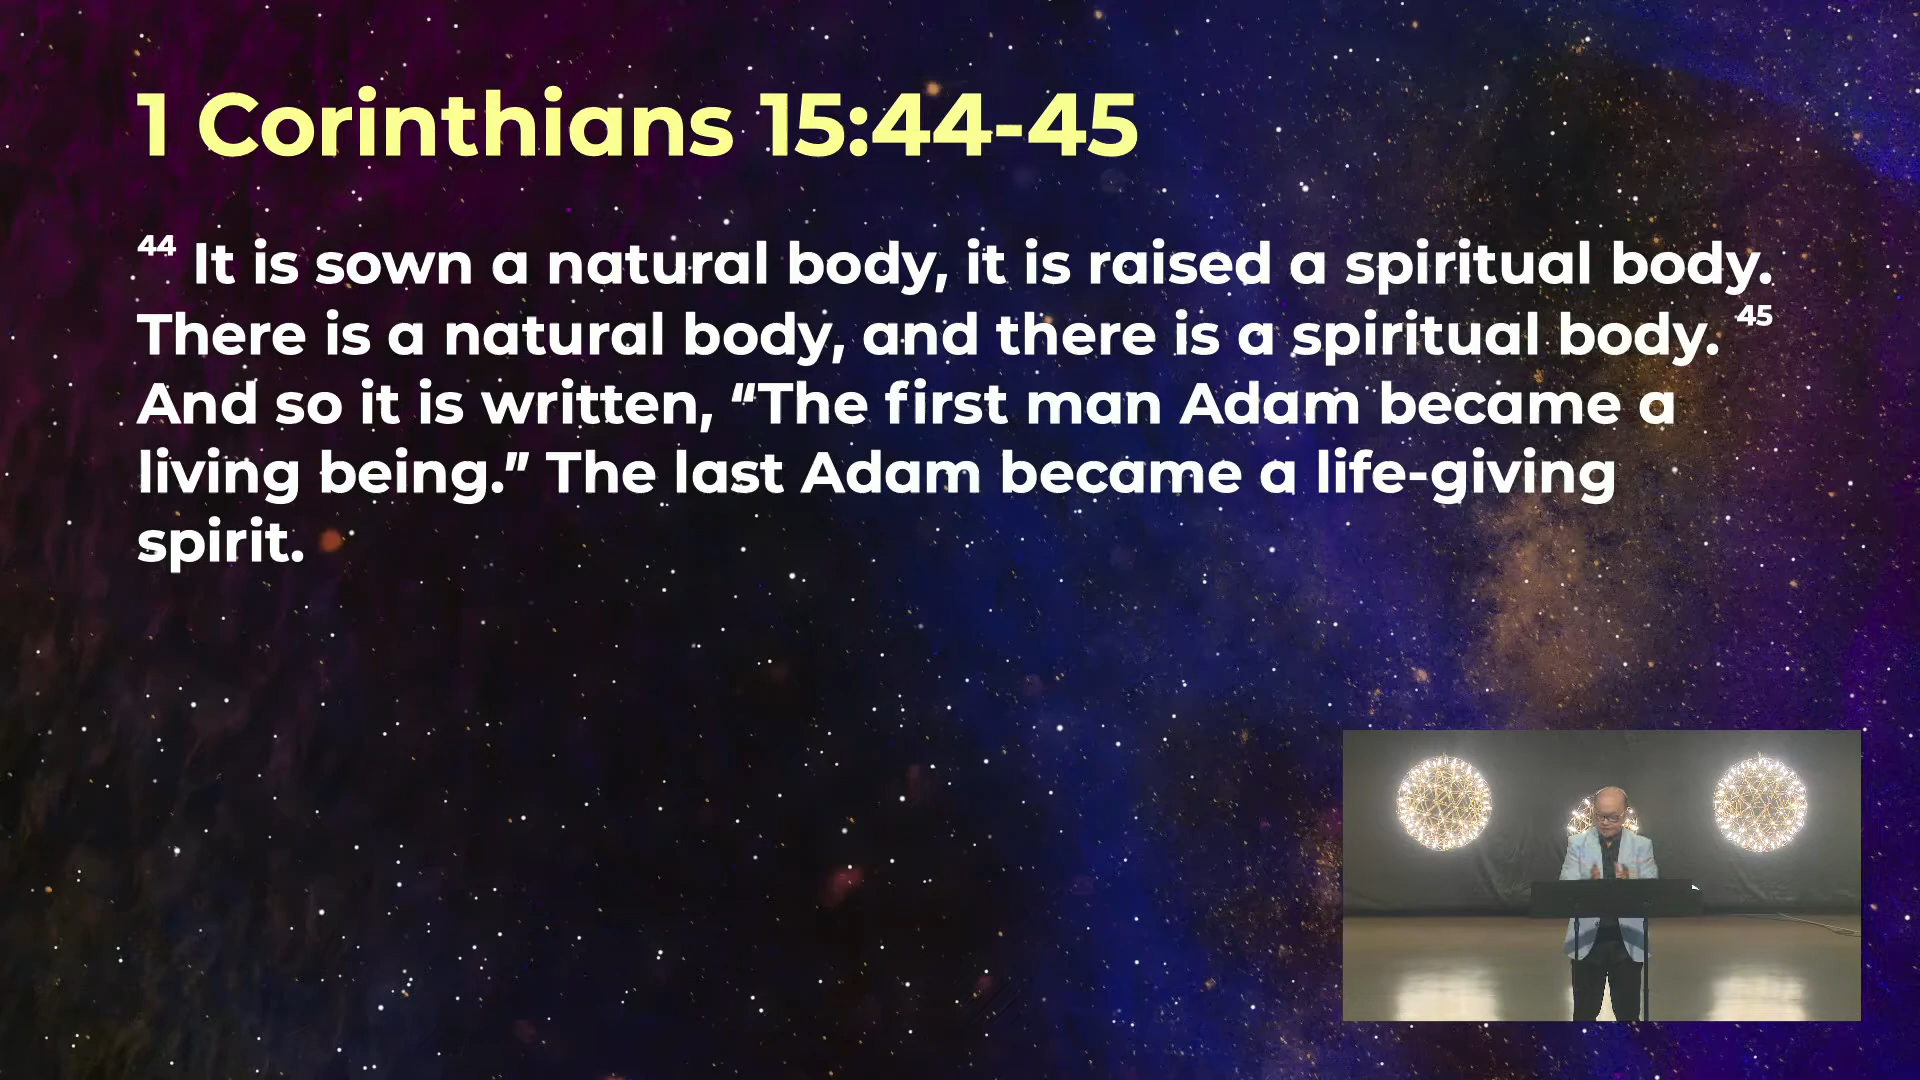 1 Corinthians 15:44-45
44 It is sown a natural body, it is raised a spiritual body.
There is a natural body, and there is a spiritual body. 45
And so it is written, “The first man Adam became a
living being.” The last Adam became a life-giving
spirit.